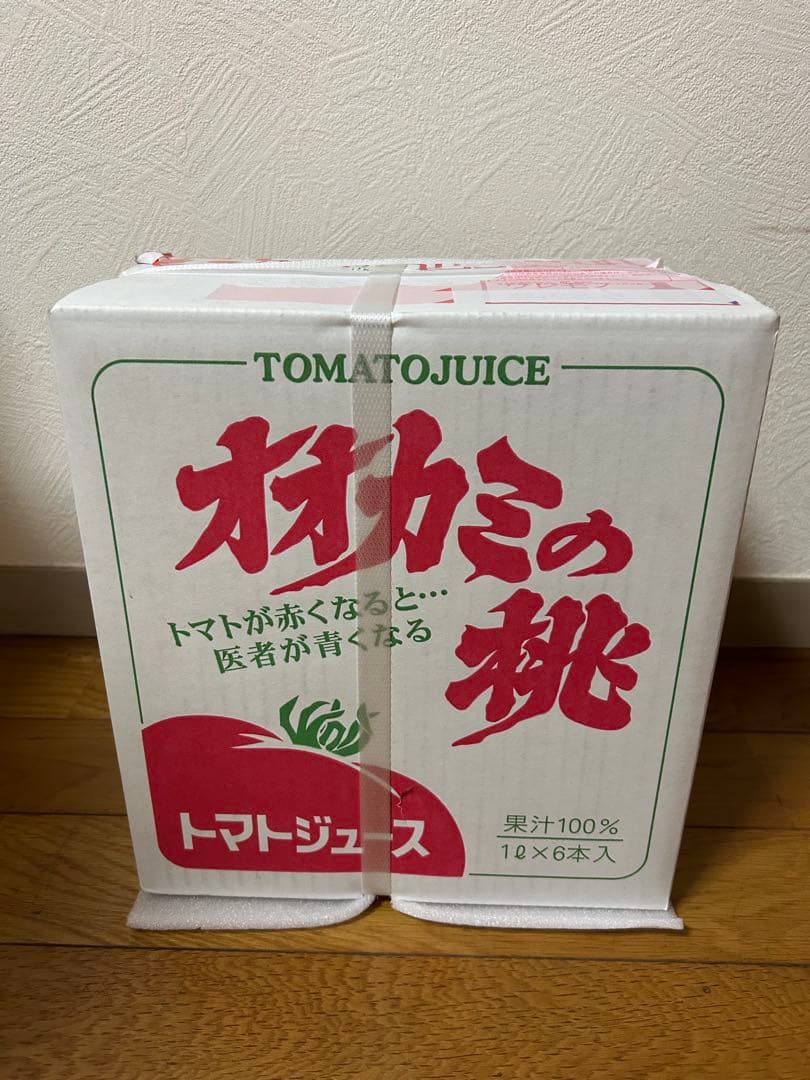 TOMATOJUICE
オオカミの
桃
トマトが赤くなると…
医者が青くなる
トマトジュース
果汁100%
1ℓ×6本入